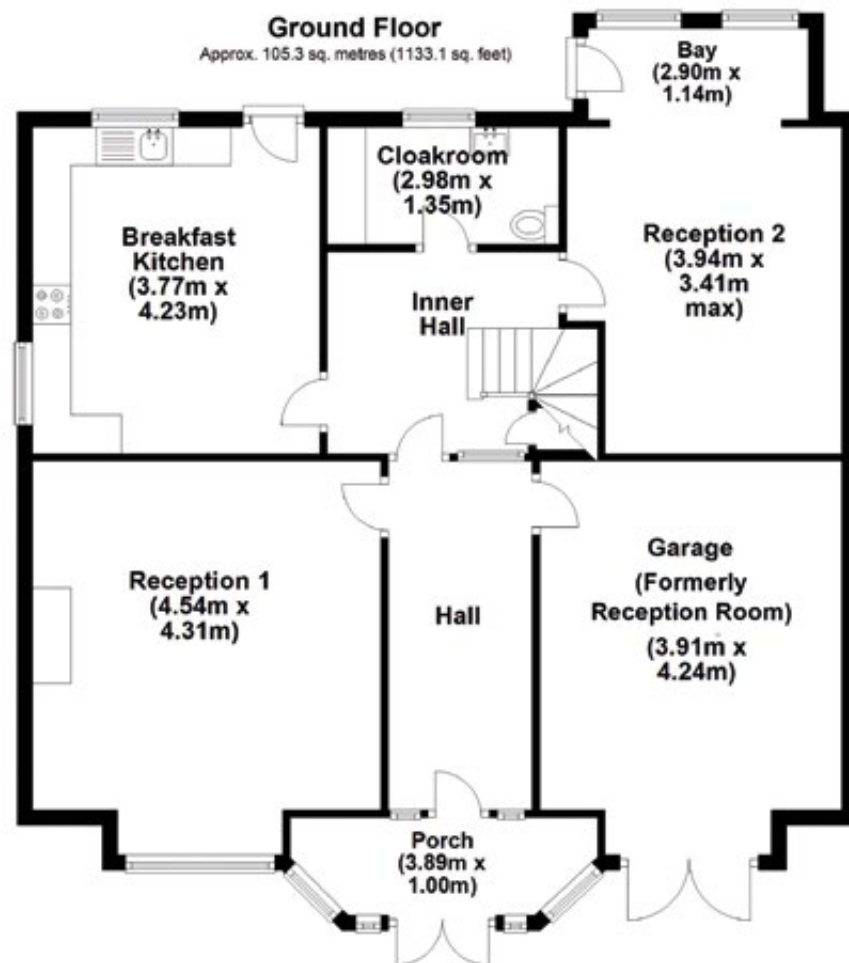 Ground Floor
Approx. 105.3 sq. metres (1133.1 sq. feet)
Bay
(2.90m x
1.14m)
Cloakroom
(2.98m x
1.35m)
Breakfast
Kitchen
(3.77m x
4.23m)
Reception 2
(3.94m x
3.41m
max)
Inner
Hall
Reception 1
(4.54m x
4.31m)
Hall
Garage
(Formerly
Reception Room)
(3.91m x
4.24m)
Porch
(3.89m x
1.00m)